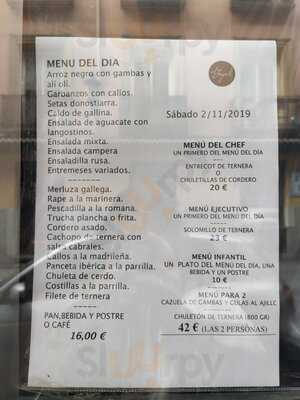 MENU DEL DIA
Arroz negro con gambas y
ali oli.
Garbanzos con callos.
Setas donostiarra.
Caldo de gallina.
Ensalada de aguacate con
langostinos.
Ensalada mixta.
Ensalada campera
Ensaladilla rusa.
Entremeses variados.
--------
Merluza gallega.
Rape a la marinera.
Pescadilla a la romana.
Trucha plancha o frita.
Cordero asado.
Cachopo de ternera con
salsa cabrales.
Callos a la madrileña.
Panceta ibérica a la parrilla.
Chuleta de cerdo.
Costillas a la parrilla.
Filete de ternera
--------
PAN,BEBIDA Y POSTRE
O CAFÉ
16,00 €
Sábado 2/11/2019
MENÚ DEL CHEF
UN PRIMERO DEL MENÚ DEL DÍA
--------
ENTRECOT DE TERNERA
O
CHULETILLAS DE CORDERO
20 €
MENÚ EJECUTIVO
UN PRIMERO DEL MENÚ DEL DÍA
--------
SOLOMILLO DE TERNERA
23 €
MENÚ INFANTIL
UN PLATO DEL MENÚ DEL DÍA, UNA
BEBIDA Y UN POSTRE
10 €
MENÚ PARA 2
CAZUELA DE GAMBAS Y GULAS AL AJILLO
--------
CHULETÓN DE TERNERA (800 GR)
42 € (LAS 2 PERSONAS)
Sluurpy